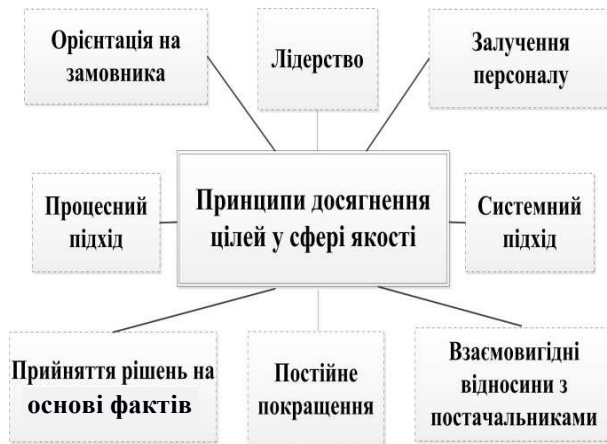 Орієнтація на
замовника
Лідерство
Залучення
персоналу
Процесний
підхід
Принципи досягнення
цілей у сфері якості
Системний
підхід
Прийняття рішень на
основі фактів
Постійне
покращення
Взаємовигідні
відносини з
постачальниками